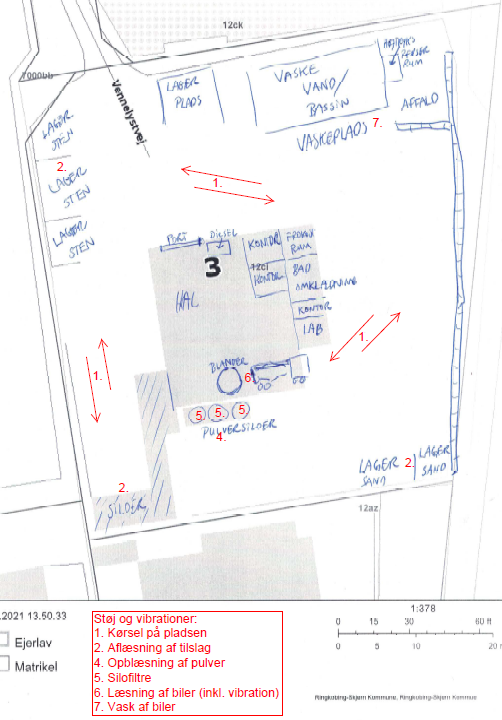 12ck
7000bb
Vennelystvej
LAGER
PLADS
VASKE
VAND/
BASSIN
RUM
AFFALD
VASKEPLADS
7.
LAGER
STEN
2.
LAGER
STEN
LAGER/
STEN
1.
PORT
DIESEL
KONTOR
RUM
3
12cl
KONTOR
BAD
OMKLÆDNING
HAL
KONTOR
LAB
1.
1.
BLANDER
6
5
5
5
PULVERSILOER
4.
2.
SILOER
LAGER
SAND
2.
LAGER
SAND
12az
.2021 13.50.33
Ejerlav
Matrikel
Støj og vibrationer:
1. Kørsel på pladsen
2. Aflæsning af tilslag
4. Opblæsning af pulver
5. Silofiltre
6. Læsning af biler (inkl. vibration)
7. Vask af biler
1:378
0 15 30 60 ft
0 5 10 20 m
Ringkøbing-Skjern Kommune, Ringkøbing-Skjern Kommune